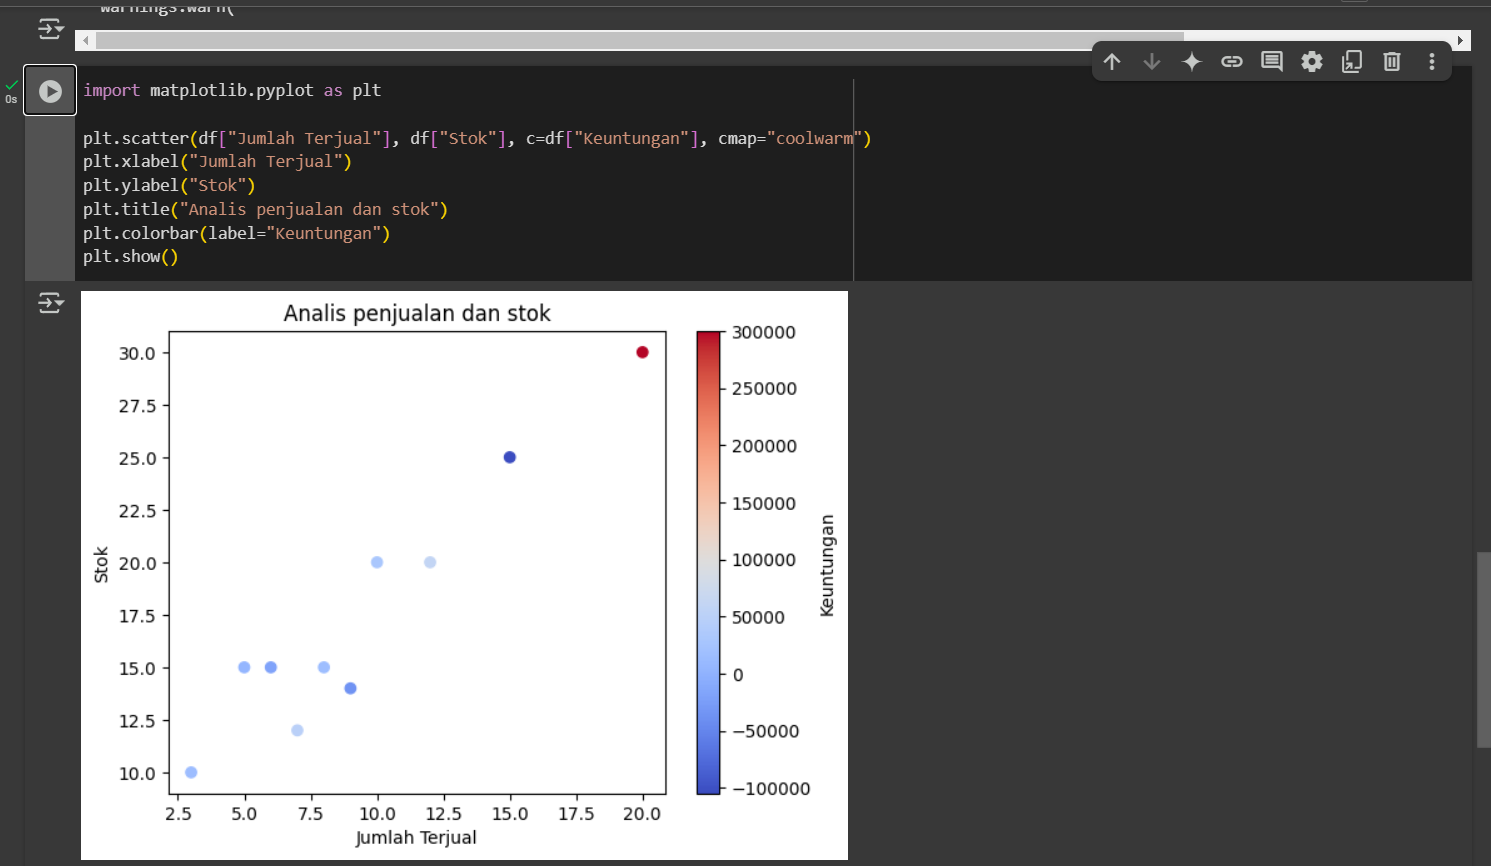 warnings.warn(
0s
import matplotlib.pyplot as plt
plt.scatter(df["Jumlah Terjual"], df["Stok"], c=df["Keuntungan"], cmap="coolwarm")
plt.xlabel("Jumlah Terjual")
plt.ylabel("Stok")
plt.title("Analis penjualan dan stok")
plt.colorbar(label="Keuntungan")
plt.show()
Analis penjualan dan stok
30.0
27.5
25.0
22.5
20.0
17.5
15.0
12.5
10.0
Stok
2.5 5.0 7.5 10.0 12.5 15.0 17.5 20.0
Jumlah Terjual
300000
250000
200000
150000
100000
50000
0
−50000
−100000
Keuntungan